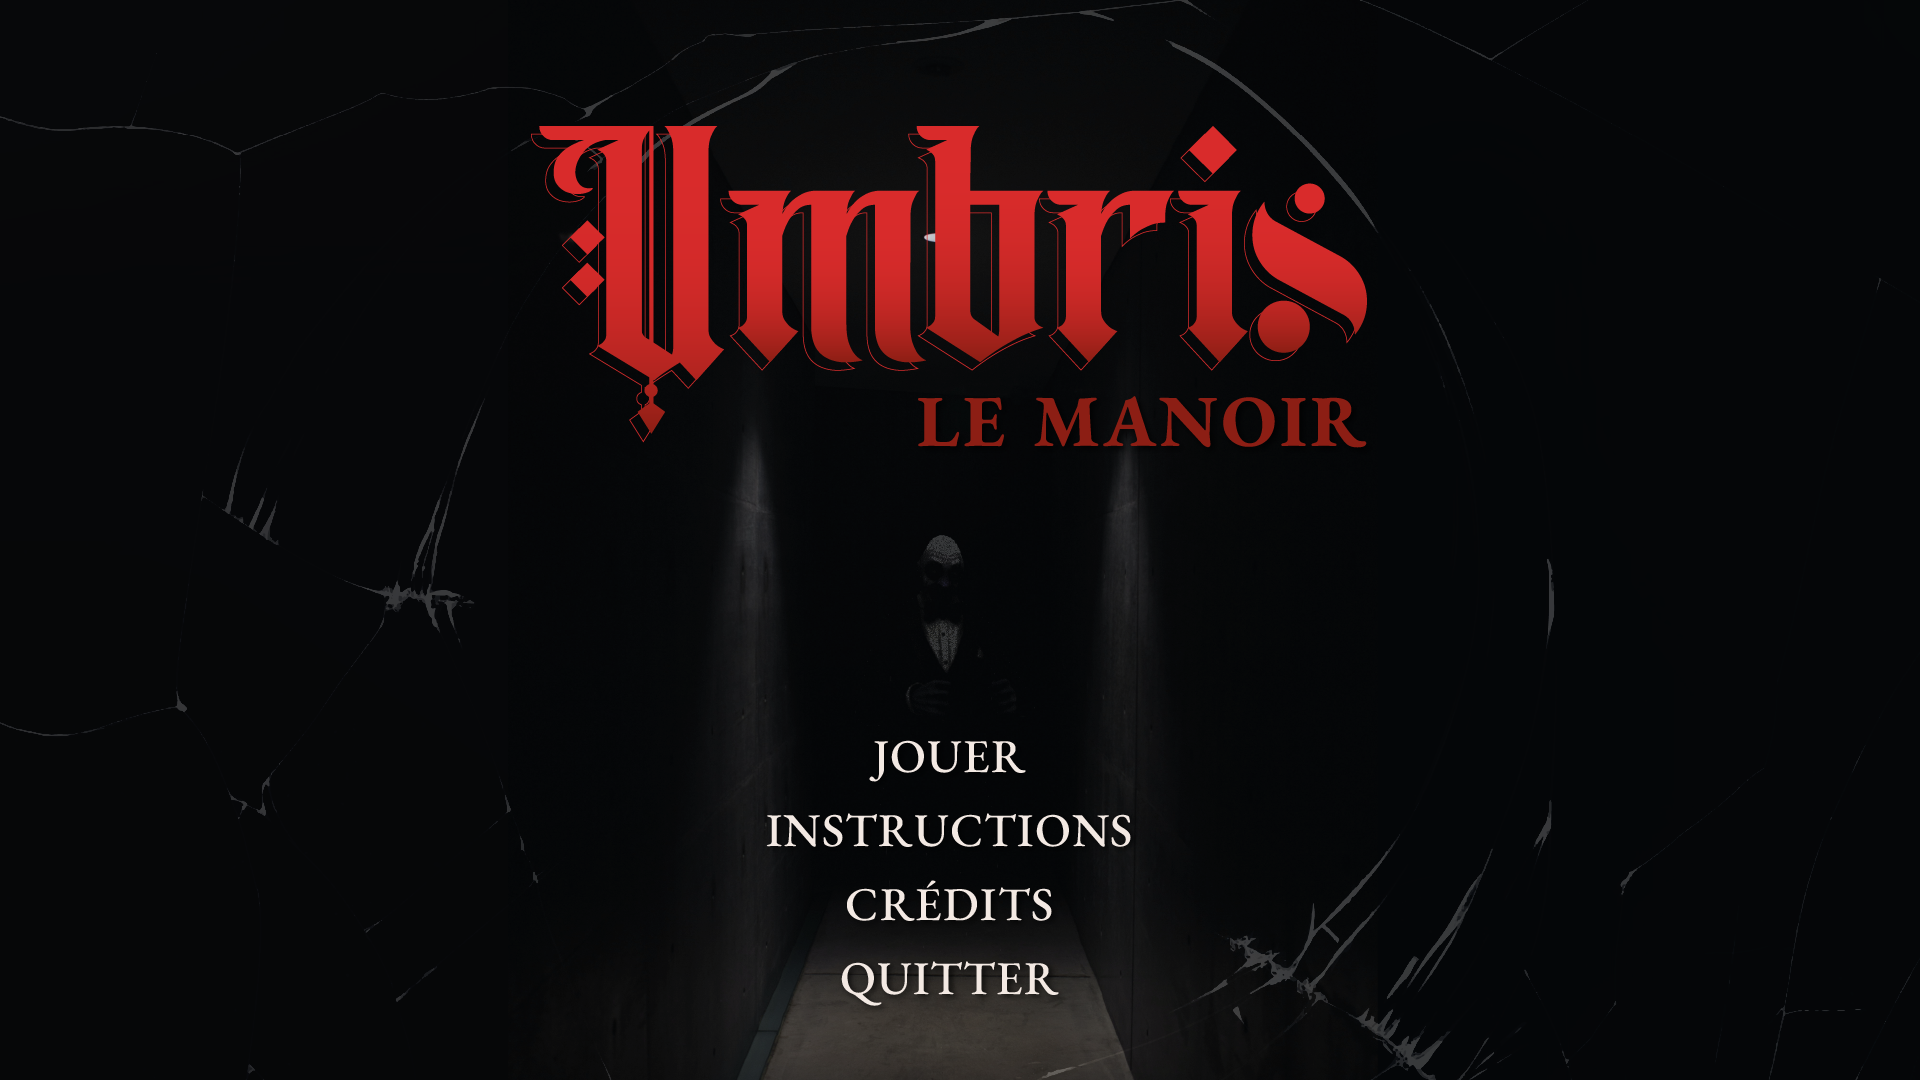 Umbris
LE MANOIR
JOUER
INSTRUCTIONS
CRÉDITS
QUITTER